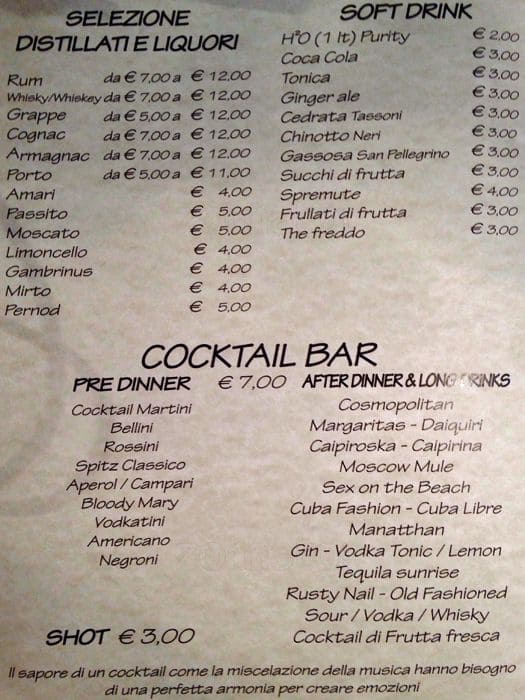 SELEZIONE
DISTILLATI E LIQUORI
Rum da € 7,00 a € 12,00
Whisky/Whiskey da € 7,00 a € 12,00
Grappe da € 5,00 a € 12,00
Cognac da € 7,00 a € 12,00
Armagnac da € 7,00 a € 12,00
Porto da € 5,00 a € 11,00
Amari € 4,00
Passito € 5,00
Moscato € 5,00
Limoncello € 4,00
Gambrinus € 4,00
Mirto € 4,00
Pernod € 5,00
SOFT DRINK
H²O (1 lt) Purity € 2,00
Coca Cola € 3,00
Tonica € 3,00
Ginger ale € 3,00
Cedrata Tassoni € 3,00
Chinotto Neri € 3,00
Gassosa San Pellegrino € 3,00
Succhi di frutta € 3,00
Spremute € 4,00
Frullati di frutta € 3,00
The freddo € 3,00
COCKTAIL BAR
PRE DINNER € 7,00 AFTER DINNER & LONG DRINKS
Cocktail Martini
Bellini
Rossini
Spitz Classico
Aperol / Campari
Bloody Mary
Vodkatini
Americano
Negroni
Cosmopolitan
Margaritas - Daiquiri
Caipiroska - Caipirina
Moscow Mule
Sex on the Beach
Cuba Fashion - Cuba Libre
Manatthan
Gin - Vodka Tonic / Lemon
Tequila sunrise
Rusty Nail - Old Fashioned
Sour / Vodka / Whisky
Cocktail di Frutta fresca
SHOT € 3,00
Il sapore di un cocktail come la miscelazione della musica hanno bisogno
di una perfetta armonia per creare emozioni